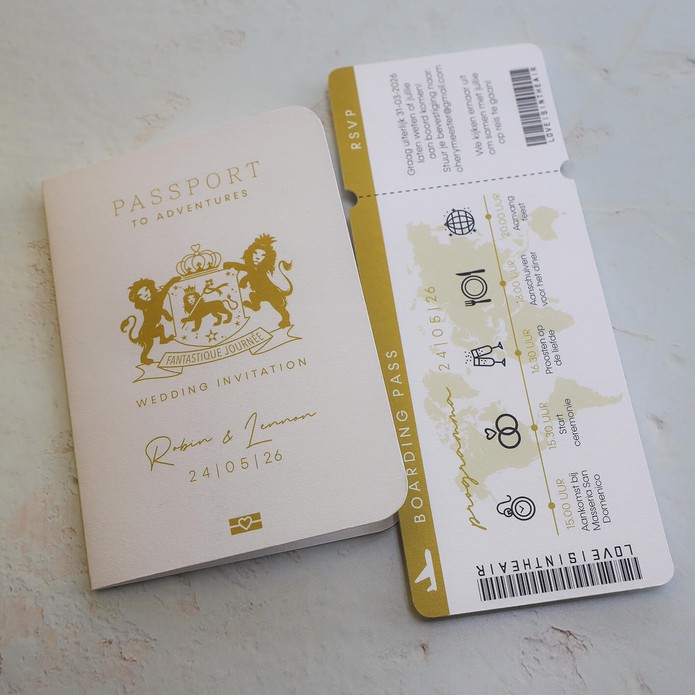 PASSPORT
TO ADVENTURES
FANTASTIQUE JOURNÉE
WEDDING INVITATION
Robin & Lennon
24|05|26
RSVP
Graag uiterlijk 31-03-2026
laten weten of jullie
aan boord komen!
Stuur je bevestiging naar:
cherymeester@gmail.com
We kijken ernaar uit
om samen met jullie
op reis te gaan!
LOVEISINTHEAIR
BOARDING PASS
programma 24|05|26
15.00 UUR
Aankomst bij
Masseria San
Domenico
15.30 UUR
Start
ceremonie
16.30 UUR
Proosten op
de liefde
18.00 UUR
Aanschuiven
voor het diner
20.00 UUR
Aanvang
feest
LOVEISINTHEAIR